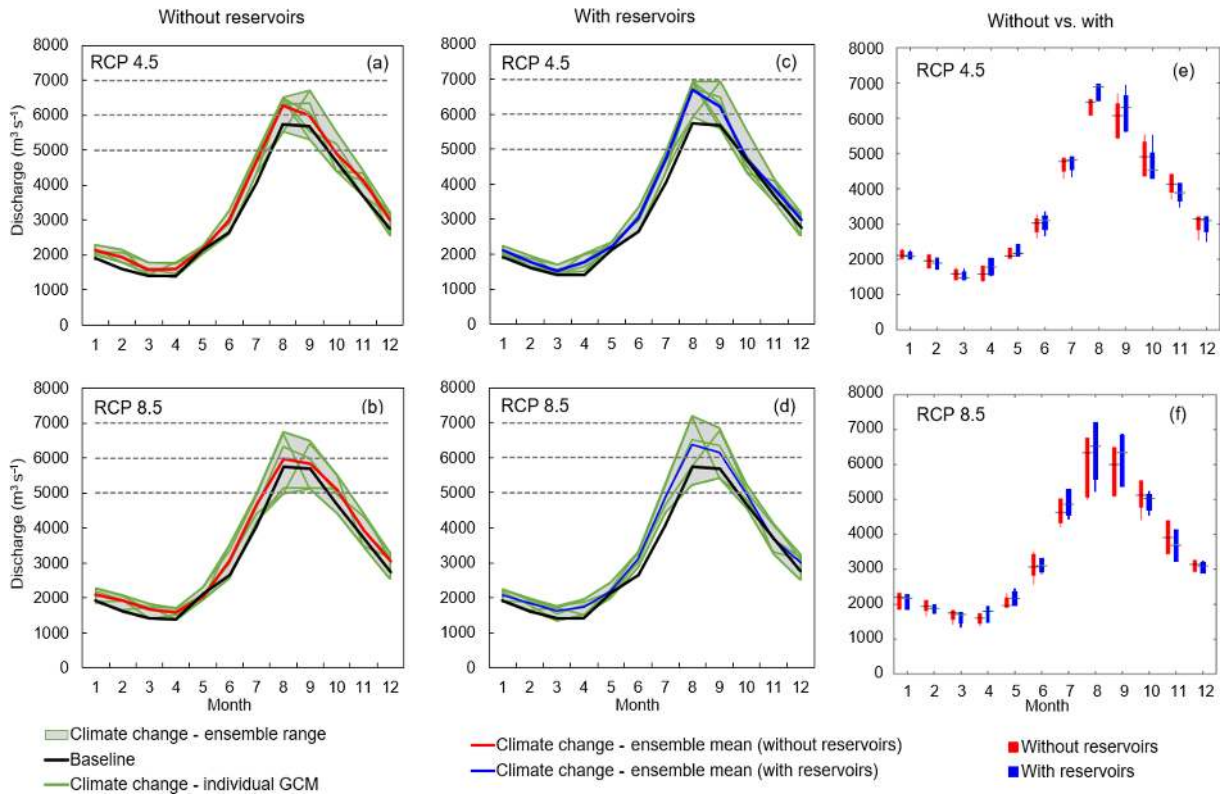 Without reservoirs
With reservoirs
Without vs. with
8000
7000
6000
5000
4000
3000
2000
1000
0
Discharge (m³ s⁻¹)
RCP 4.5
(a)
1 2 3 4 5 6 7 8 9 10 11 12
8000
7000
6000
5000
4000
3000
2000
1000
0
RCP 4.5
(c)
1 2 3 4 5 6 7 8 9 10 11 12
8000
7000
6000
5000
4000
3000
2000
1000
0
RCP 4.5
(e)
1 2 3 4 5 6 7 8 9 10 11 12
8000
7000
6000
5000
4000
3000
2000
1000
0
Discharge (m³ s⁻¹)
RCP 8.5
(b)
1 2 3 4 5 6 7 8 9 10 11 12
Month
8000
7000
6000
5000
4000
3000
2000
1000
0
RCP 8.5
(d)
1 2 3 4 5 6 7 8 9 10 11 12
Month
8000
7000
6000
5000
4000
3000
2000
1000
0
RCP 8.5
(f)
1 2 3 4 5 6 7 8 9 10 11 12
Month
Climate change - ensemble range
Baseline
Climate change - individual GCM
Climate change - ensemble mean (without reservoirs)
Climate change - ensemble mean (with reservoirs)
Without reservoirs
With reservoirs